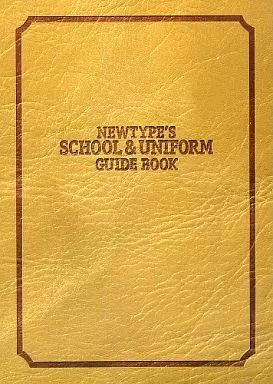 NEWTYPE'S
SCHOOL & UNIFORM
GUIDE BOOK